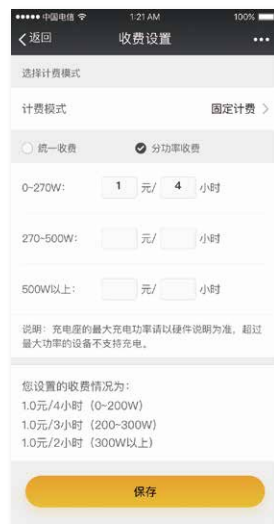 中国电信 1:21 AM 100%
返回 收费设置
选择计费模式
计费模式 固定计费
统一收费 分功率收费
0~270W: 1 元/ 4 小时
270~500W: 元/ 小时
500W以上: 元/ 小时
说明：充电座的最大充电功率请以硬件说明为准，超过
最大功率的设备不支持充电。
您设置的收费情况为：
1.0元/4小时（0~200W）
1.0元/3小时（200~300W）
1.0元/2小时（300W以上）
保存